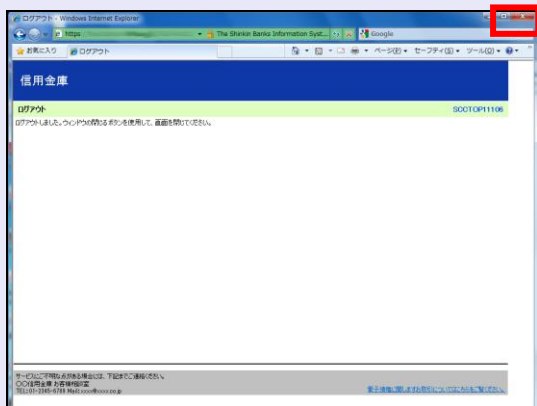 ログアウト - Windows Internet Explorer
https
The Shinkin Banks Information Syst...
Google
お気に入り
ログアウト
ページ(P)
セーフティ(S)
ツール(O)
信用金庫
ログアウト
SCCTOP11106
ログアウトしました。ウィンドウの閉じるボタンを使用して、画面を閉じてください。
サービスにご不明な点がある場合には、下記までご連絡ください。
〇〇信用金庫 お客様相談室